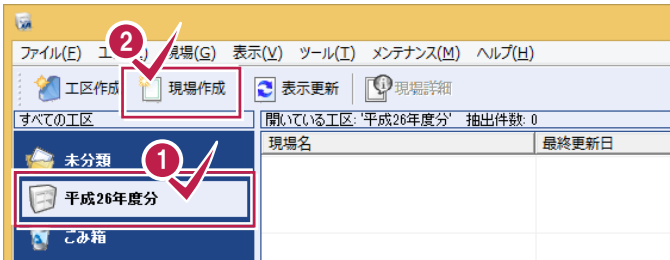 2
ファイル(F) 現場(G) 表示(V) ツール(T) メンテナンス(M) ヘルプ(H)
工区作成 現場作成 表示更新 現場詳細
すべての工区 開いている工区: '平成26年度分' 抽出件数: 0
現場名 最終更新日
未分類
1
平成26年度分
ごみ箱